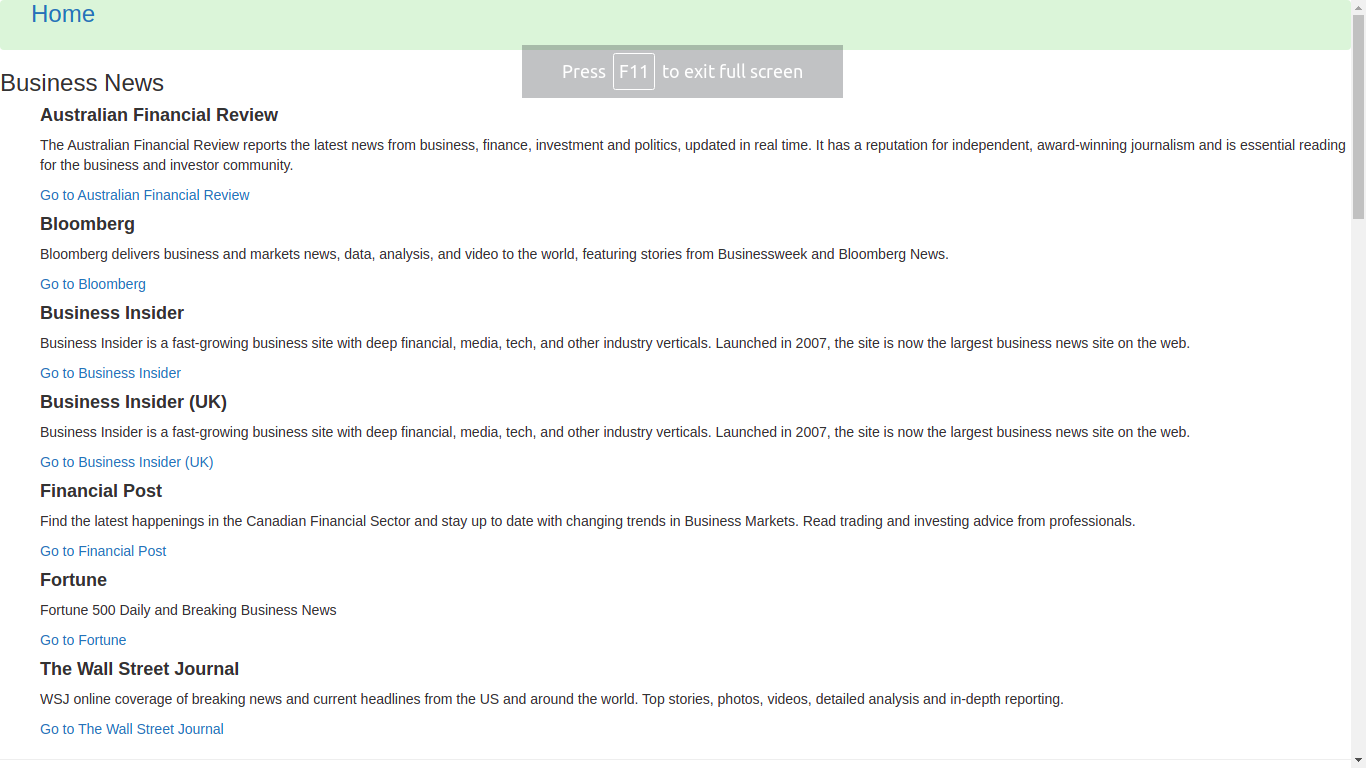 Home
Press F11 to exit full screen
Business News
Australian Financial Review
The Australian Financial Review reports the latest news from business, finance, investment and politics, updated in real time. It has a reputation for independent, award-winning journalism and is essential reading
for the business and investor community.
Go to Australian Financial Review
Bloomberg
Bloomberg delivers business and markets news, data, analysis, and video to the world, featuring stories from Businessweek and Bloomberg News.
Go to Bloomberg
Business Insider
Business Insider is a fast-growing business site with deep financial, media, tech, and other industry verticals. Launched in 2007, the site is now the largest business news site on the web.
Go to Business Insider
Business Insider (UK)
Business Insider is a fast-growing business site with deep financial, media, tech, and other industry verticals. Launched in 2007, the site is now the largest business news site on the web.
Go to Business Insider (UK)
Financial Post
Find the latest happenings in the Canadian Financial Sector and stay up to date with changing trends in Business Markets. Read trading and investing advice from professionals.
Go to Financial Post
Fortune
Fortune 500 Daily and Breaking Business News
Go to Fortune
The Wall Street Journal
WSJ online coverage of breaking news and current headlines from the US and around the world. Top stories, photos, videos, detailed analysis and in-depth reporting.
Go to The Wall Street Journal